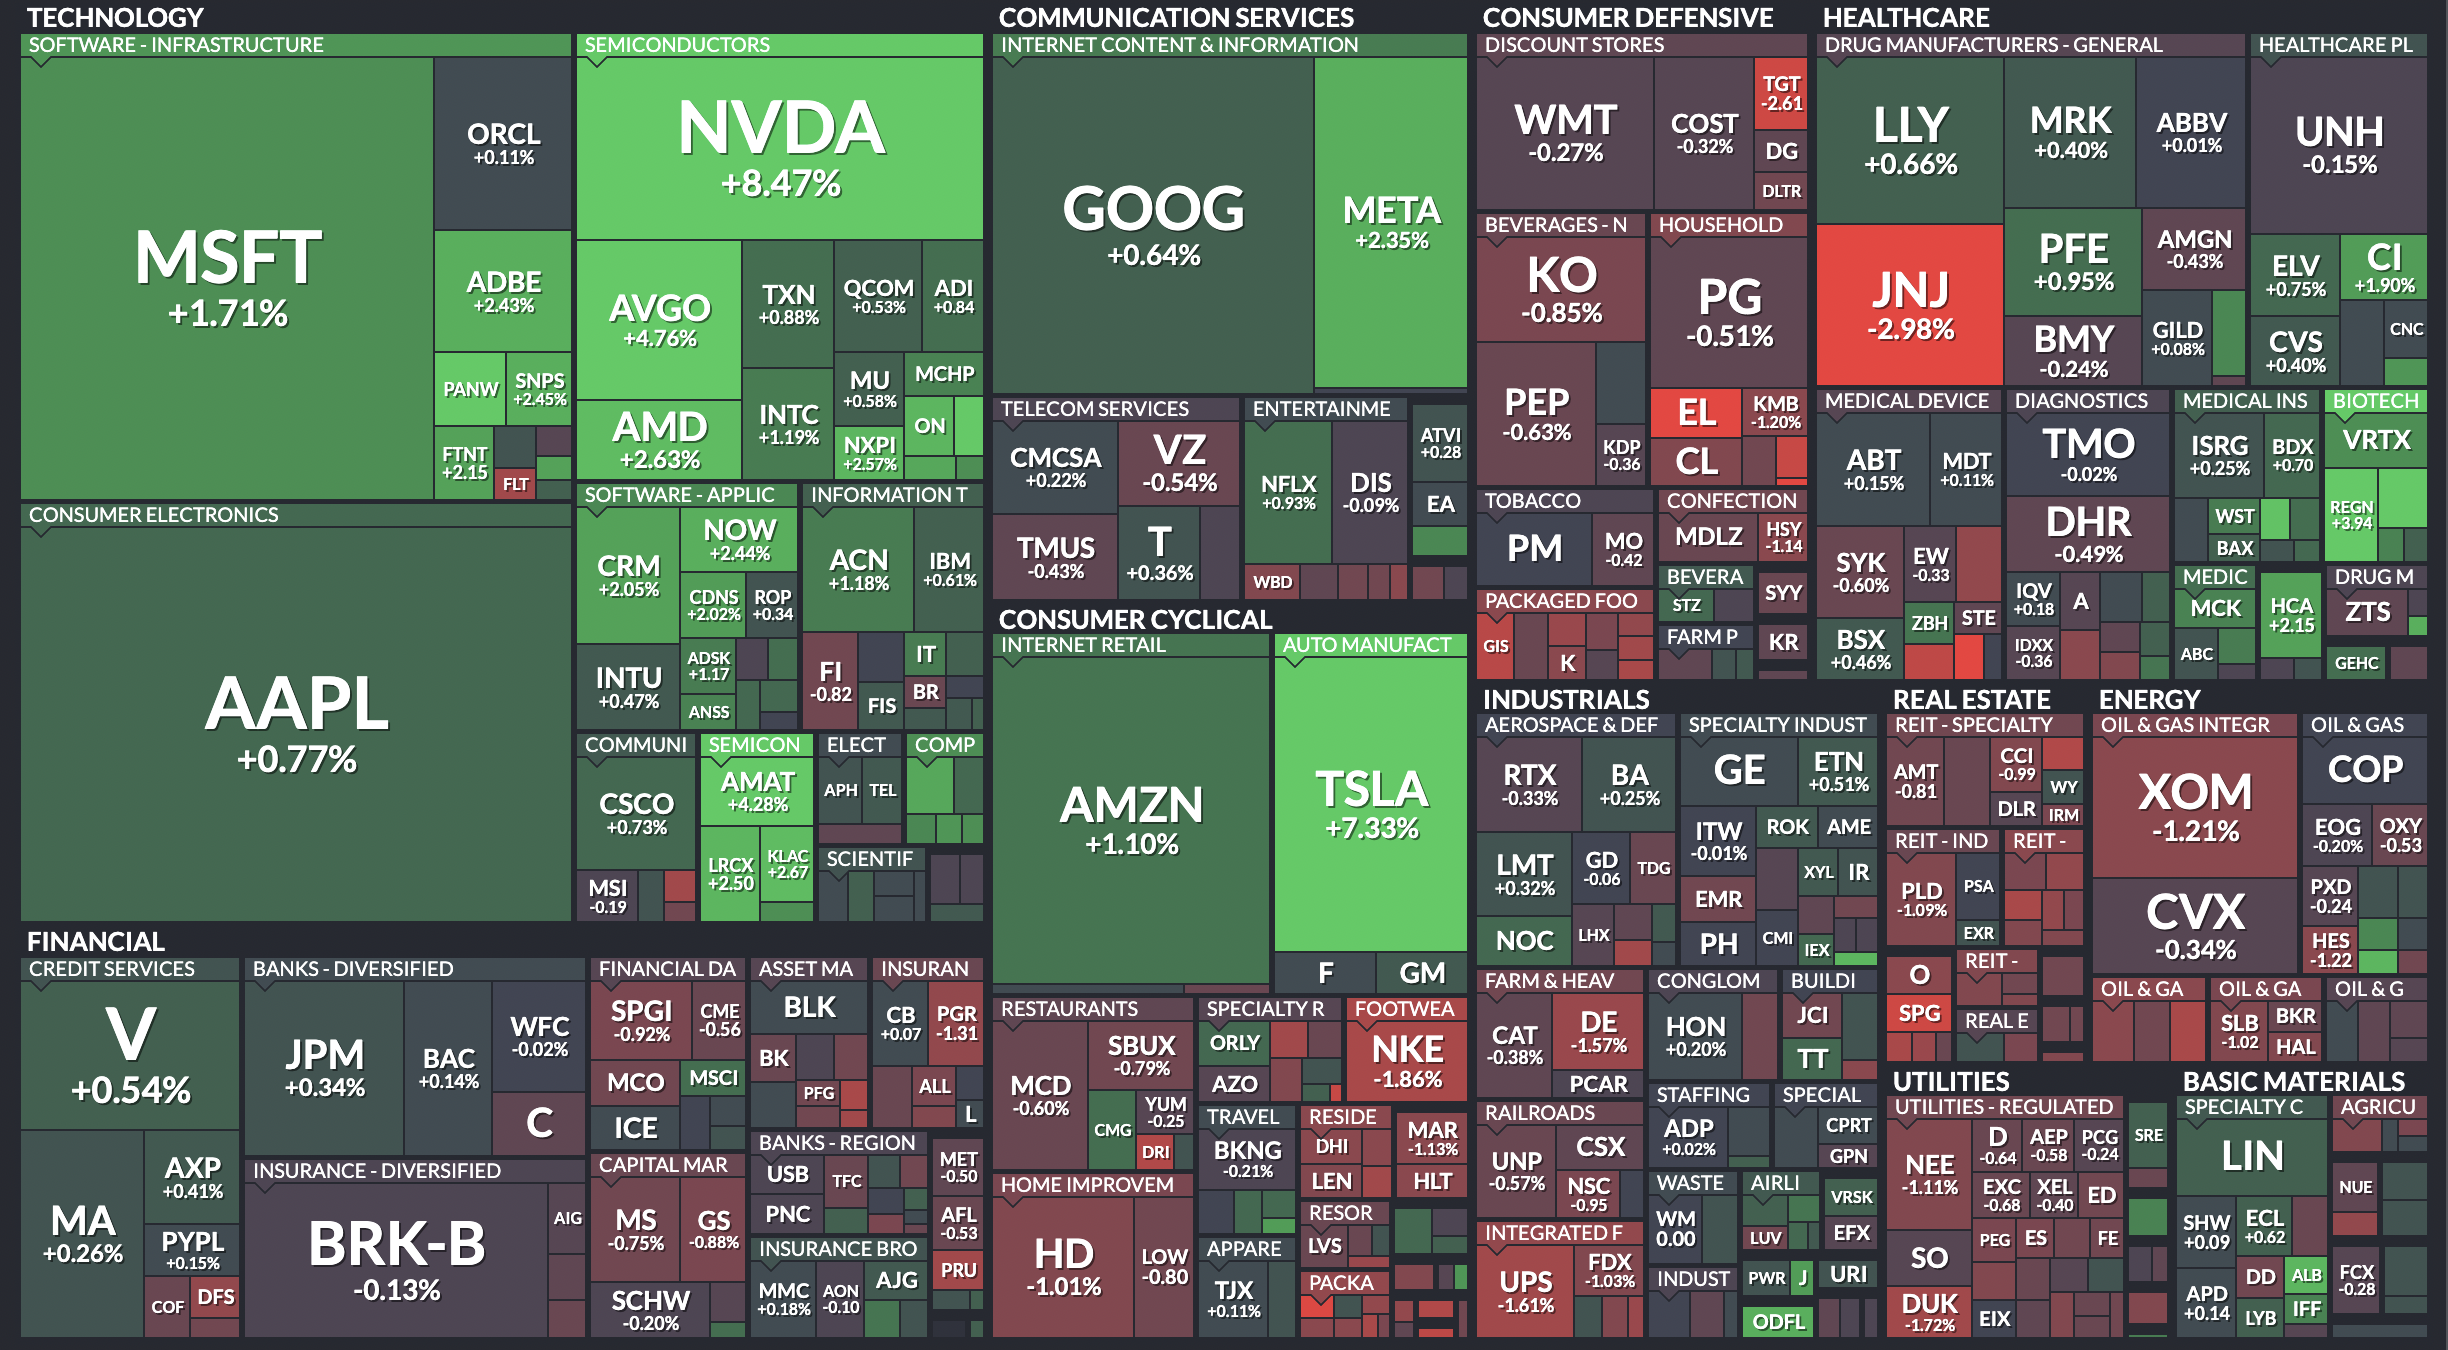 TECHNOLOGY
SOFTWARE - INFRASTRUCTURE
MSFT
+1.71%
ORCL
+0.11%
ADBE
+2.43%
PANW
SNPS
+2.45%
FTNT
+2.15
FLT
SEMICONDUCTORS
NVDA
+8.47%
AVGO
+4.76%
AMD
+2.63%
TXN
+0.88%
QCOM
+0.53%
ADI
+0.84
INTC
+1.19%
MU
+0.58%
MCHP
NXPI
+2.57%
ON
CONSUMER ELECTRONICS
AAPL
+0.77%
SOFTWARE - APPLIC
CRM
+2.05%
NOW
+2.44%
CDNS
+2.02%
ROP
+0.34
INTU
+0.47%
ADSK
+1.17
ANSS
INFORMATION T
ACN
+1.18%
IBM
+0.61%
FI
-0.82
FIS
IT
BR
COMMUNI
CSCO
+0.73%
MSI
-0.19
SEMICON
AMAT
+4.28%
LRCX
+2.50
KLAC
+2.67
ELECT
APH
TEL
COMP
SCIENTIF
COMMUNICATION SERVICES
INTERNET CONTENT & INFORMATION
GOOG
+0.64%
META
+2.35%
TELECOM SERVICES
CMCSA
+0.22%
VZ
-0.54%
TMUS
-0.43%
T
+0.36%
ENTERTAINME
NFLX
+0.93%
DIS
-0.09%
WBD
ATVI
+0.28
EA
CONSUMER CYCLICAL
INTERNET RETAIL
AMZN
+1.10%
AUTO MANUFACT
TSLA
+7.33%
F
GM
RESTAURANTS
MCD
-0.60%
SBUX
-0.79%
CMG
YUM
-0.25
DRI
SPECIALTY R
ORLY
AZO
FOOTWEA
NKE
-1.86%
TRAVEL
BKNG
-0.21%
RESIDE
DHI
LEN
MAR
-1.13%
HLT
HOME IMPROVEM
HD
-1.01%
LOW
-0.80
APPARE
TJX
+0.11%
RESOR
LVS
PACKA
CONSUMER DEFENSIVE
DISCOUNT STORES
WMT
-0.27%
COST
-0.32%
TGT
-2.61
DG
DLTR
BEVERAGES - N
KO
-0.85%
PEP
-0.63%
KDP
-0.36
HOUSEHOLD
PG
-0.51%
EL
KMB
-1.20%
CL
TOBACCO
PM
MO
-0.42
CONFECTION
MDLZ
HSY
-1.14
PACKAGED FOO
GIS
K
BEVERA
STZ
SYY
FARM P
KR
HEALTHCARE
DRUG MANUFACTURERS - GENERAL
LLY
+0.66%
JNJ
-2.98%
MRK
+0.40%
ABBV
+0.01%
PFE
+0.95%
AMGN
-0.43%
BMY
-0.24%
GILD
+0.08%
HEALTHCARE PL
UNH
-0.15%
ELV
+0.75%
CI
+1.90%
CVS
+0.40%
CNC
MEDICAL DEVICE
ABT
+0.15%
MDT
+0.11%
SYK
-0.60%
EW
-0.33
BSX
+0.46%
ZBH
STE
DIAGNOSTICS
TMO
-0.02%
DHR
-0.49%
IQV
+0.18
A
IDXX
-0.36
MEDICAL INS
ISRG
+0.25%
BDX
+0.70
WST
BAX
BIOTECH
VRTX
REGN
+3.94
MEDIC
MCK
ABC
HCA
+2.15
DRUG M
ZTS
GEHC
FINANCIAL
CREDIT SERVICES
V
+0.54%
MA
+0.26%
AXP
+0.41%
PYPL
+0.15%
COF
DFS
BANKS - DIVERSIFIED
JPM
+0.34%
BAC
+0.14%
WFC
-0.02%
C
INSURANCE - DIVERSIFIED
BRK-B
-0.13%
AIG
FINANCIAL DA
SPGI
-0.92%
CME
-0.56
MCO
MSCI
ICE
CAPITAL MAR
MS
-0.75%
GS
-0.88%
SCHW
-0.20%
ASSET MA
BLK
BK
PFG
INSURAN
CB
+0.07
PGR
-1.31
ALL
L
BANKS - REGION
USB
TFC
PNC
INSURANCE BRO
MMC
+0.18%
AON
-0.10
AJG
MET
-0.50
AFL
-0.53
PRU
INDUSTRIALS
AEROSPACE & DEF
RTX
-0.33%
BA
+0.25%
LMT
+0.32%
GD
-0.06
TDG
NOC
LHX
SPECIALTY INDUST
GE
ETN
+0.51%
ITW
-0.01%
ROK
AME
EMR
XYL
IR
PH
CMI
IEX
FARM & HEAV
CAT
-0.38%
DE
-1.57%
PCAR
CONGLOM
HON
+0.20%
BUILDI
JCI
TT
RAILROADS
UNP
-0.57%
CSX
NSC
-0.95
STAFFING
ADP
+0.02%
SPECIAL
CPRT
GPN
INTEGRATED F
UPS
-1.61%
FDX
-1.03%
WASTE
WM
0.00
AIRLI
LUV
VRSK
EFX
INDUST
PWR
J
URI
ODFL
REAL ESTATE
REIT - SPECIALTY
AMT
-0.81
CCI
-0.99
WY
DLR
IRM
REIT - IND
PLD
-1.09%
PSA
EXR
REIT -
O
SPG
REIT -
REAL E
ENERGY
OIL & GAS INTEGR
XOM
-1.21%
CVX
-0.34%
OIL & GAS
COP
EOG
-0.20%
OXY
-0.53
PXD
-0.24
HES
-1.22
OIL & GA
OIL & GA
SLB
-1.02
BKR
HAL
OIL & G
UTILITIES
UTILITIES - REGULATED
NEE
-1.11%
D
-0.64
AEP
-0.58
PCG
-0.24
EXC
-0.68
XEL
-0.40
ED
SO
PEG
ES
FE
DUK
-1.72%
EIX
SRE
BASIC MATERIALS
SPECIALTY C
LIN
SHW
+0.09
ECL
+0.62
APD
+0.14
DD
ALB
LYB
IFF
AGRICU
NUE
FCX
-0.28